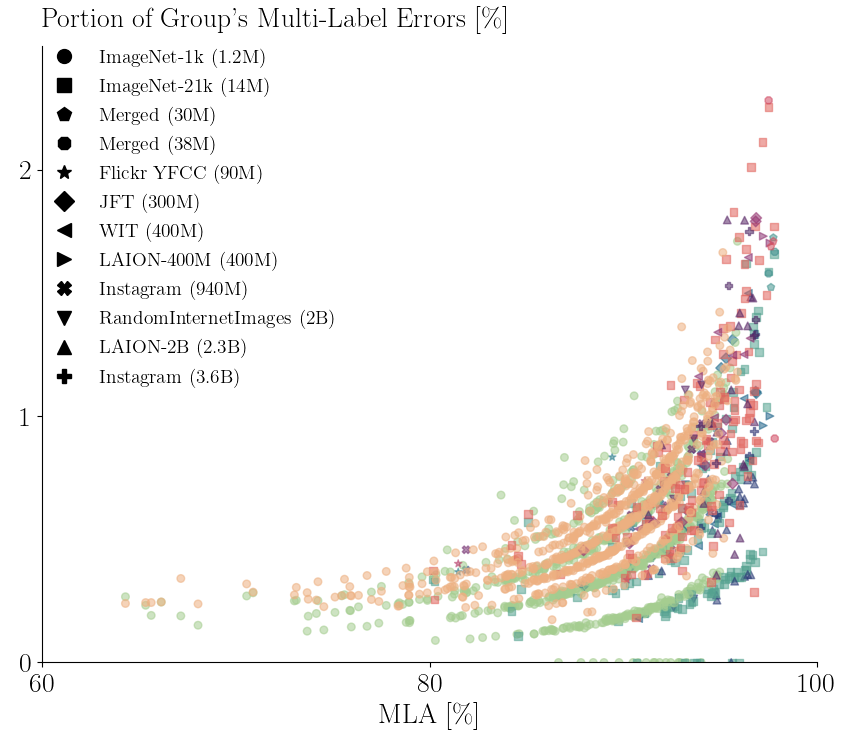 Portion of Group's Multi-Label Errors [%]
ImageNet-1k (1.2M)
ImageNet-21k (14M)
Merged (30M)
Merged (38M)
Flickr YFCC (90M)
JFT (300M)
WIT (400M)
LAION-400M (400M)
Instagram (940M)
RandomInternetImages (2B)
LAION-2B (2.3B)
Instagram (3.6B)
2
1
0
60 80 100
MLA [%]